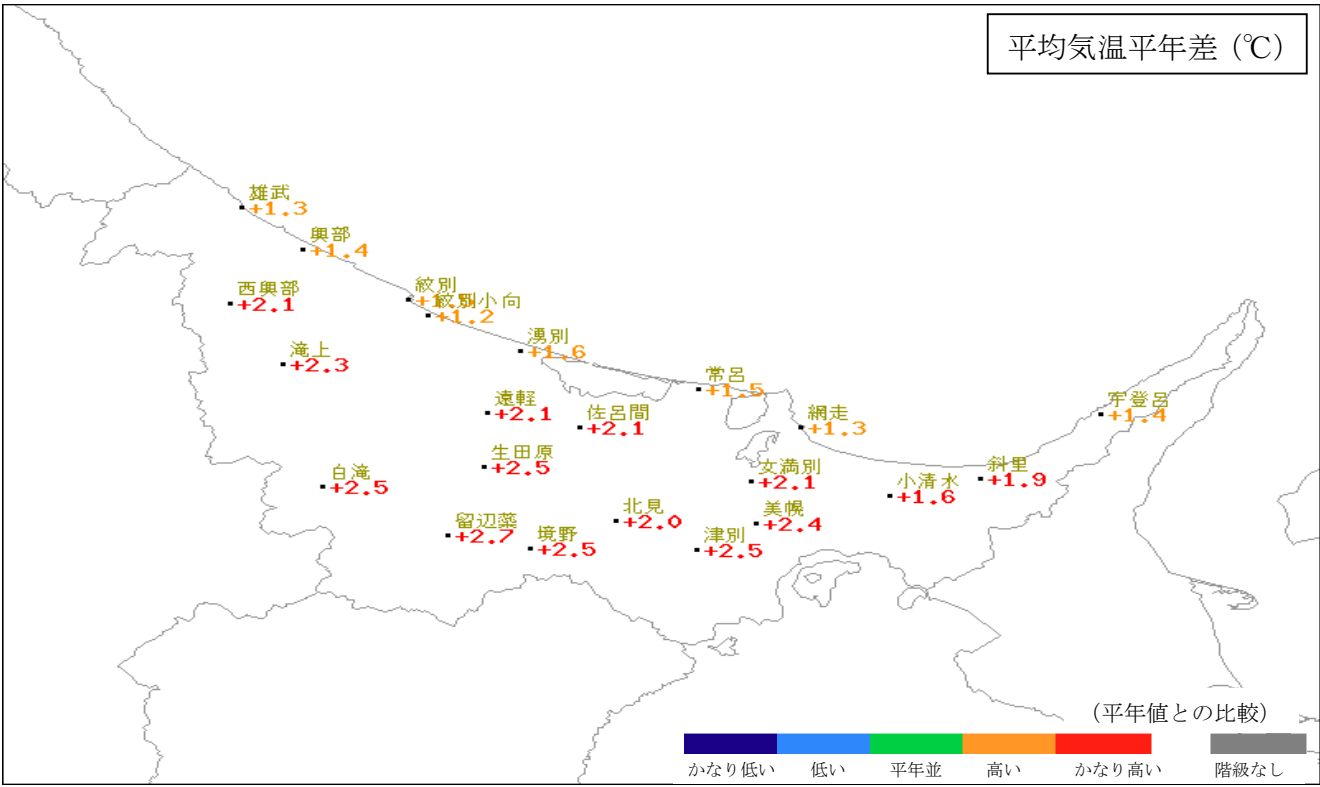 平均気温平年差（℃）
雄武
+1.3
興部
+1.4
西興部
+2.1
紋別
紋別小向
+1.2
滝上
+2.3
湧別
+1.6
常呂
+1.5
遠軽
+2.1
佐呂間
+2.1
網走
+1.3
宇登呂
+1.4
生田原
+2.5
白滝
+2.5
女満別
+2.1
小清水
+1.6
斜里
+1.9
北見
+2.0
美幌
+2.4
留辺蘂
+2.7
境野
+2.5
津別
+2.5
（平年値との比較）
かなり低い 低い 平年並 高い かなり高い 階級なし